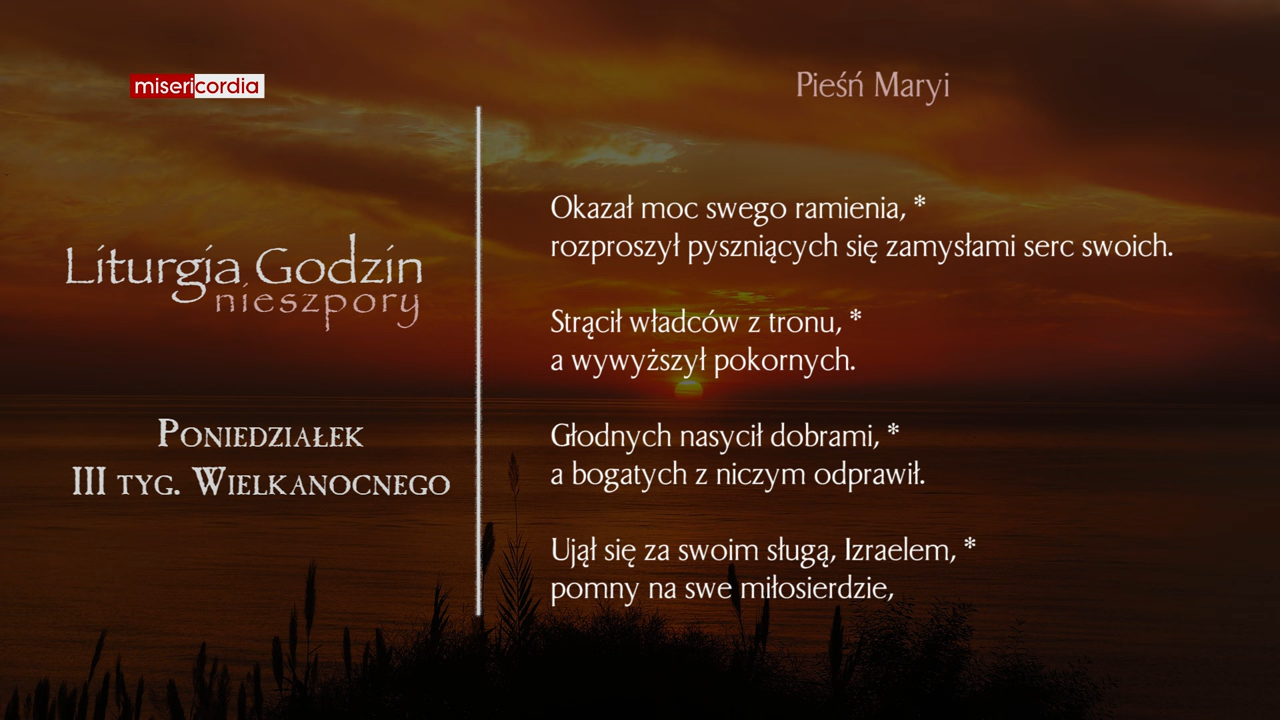 misericordia
Liturgia Godzin
nieszpory
Poniedziałek
III tyg. Wielkanocnego
Pieśń Maryi
Okazał moc swego ramienia, *
rozproszył pyszniących się zamysłami serc swoich.
Strącił władców z tronu, *
a wywyższył pokornych.
Głodnych nasycił dobrami, *
a bogatych z niczym odprawił.
Ujął się za swoim sługą, Izraelem, *
pomny na swe miłosierdzie,